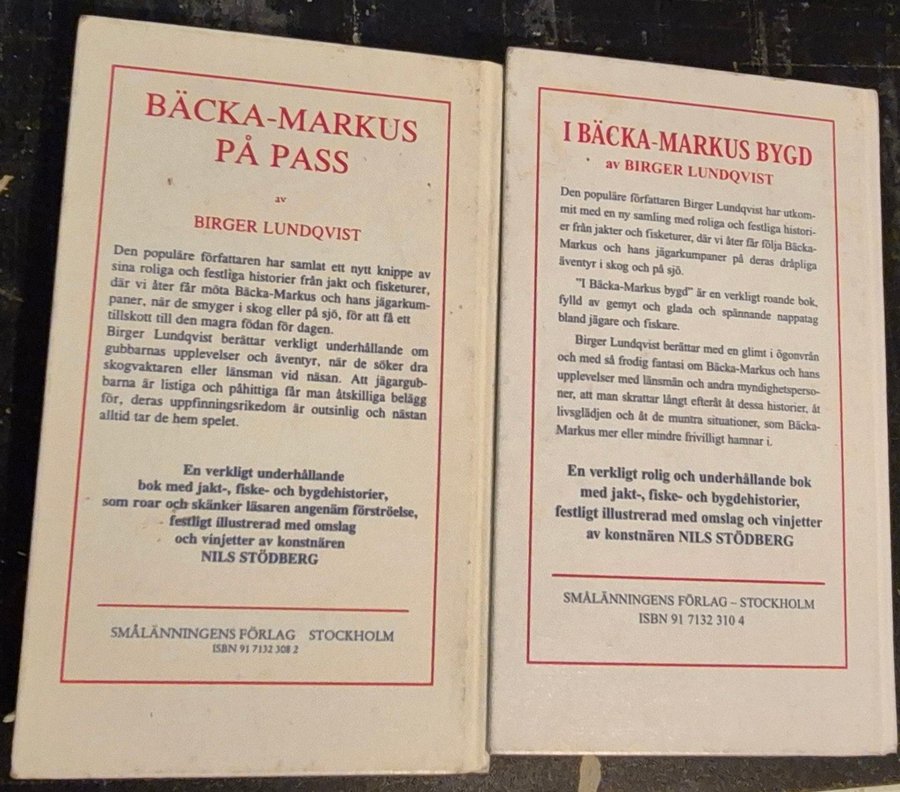 BÄCKA-MARKUS
PÅ PASS
av
BIRGER LUNDQVIST
Den populäre författaren har samlat ett nytt knippe av
sina roliga och festliga historier från jakt och fisketurer,
där vi åter får möta Bäcka-Markus och hans jägarkum-
paner, när de smyger i skog eller på sjö, för att få ett
tillskott till den magra födan för dagen.
Birger Lundqvist berättar verkligt underhållande om
gubbarnas upplevelser och äventyr, när de söker dra
skogvaktaren eller länsman vid näsan. Att jägargub-
barna är listiga och påhittiga får man åtskilliga belägg
för, deras uppfinningsrikedom är outsinlig och nästan
alltid tar de hem spelet.
En verkligt underhållande
bok med jakt-, fiske- och bygdehistorier,
som roar och skänker läsaren angenäm förströelse,
festligt illustrerad med omslag
och vinjetter av konstnären
NILS STÖDBERG
SMÅLÄNNINGENS FÖRLAG STOCKHOLM
ISBN 91 7132 308 2
I BÄCKA-MARKUS BYGD
av BIRGER LUNDQVIST
Den populäre författaren Birger Lundqvist har utkom-
mit med en ny samling med roliga och festliga histori-
er från jakter och fisketurer, där vi åter får följa Bäcka-
Markus och hans jägarkumpaner på deras dråpliga
äventyr i skog och på sjö.
"I Bäcka-Markus bygd" är en verkligt roande bok,
fylld av gemyt och glada och spännande nappatag
bland jägare och fiskare.
Birger Lundqvist berättar med en glimt i ögonvrån
och med så frodig fantasi om Bäcka-Markus och hans
upplevelser med länsmän och andra myndighetsperso-
ner, att man skrattar långt efteråt åt dessa historier, åt
livsglädjen och åt de muntra situationer, som Bäcka-
Markus mer eller mindre frivilligt hamnar i.
En verkligt rolig och underhållande bok
med jakt-, fiske- och bygdehistorier,
festligt illustrerad med omslag och vinjetter
av konstnären NILS STÖDBERG
SMÅLÄNNINGENS FÖRLAG – STOCKHOLM
ISBN 91 7132 310 4